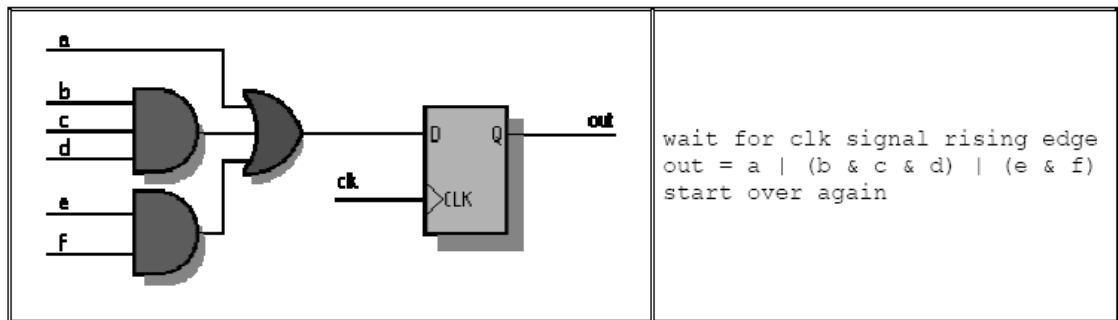 a
b
c
d
e
f
clk
D
Q
CLK
out
wait for clk signal rising edge
out = a | (b & c & d) | (e & f)
start over again